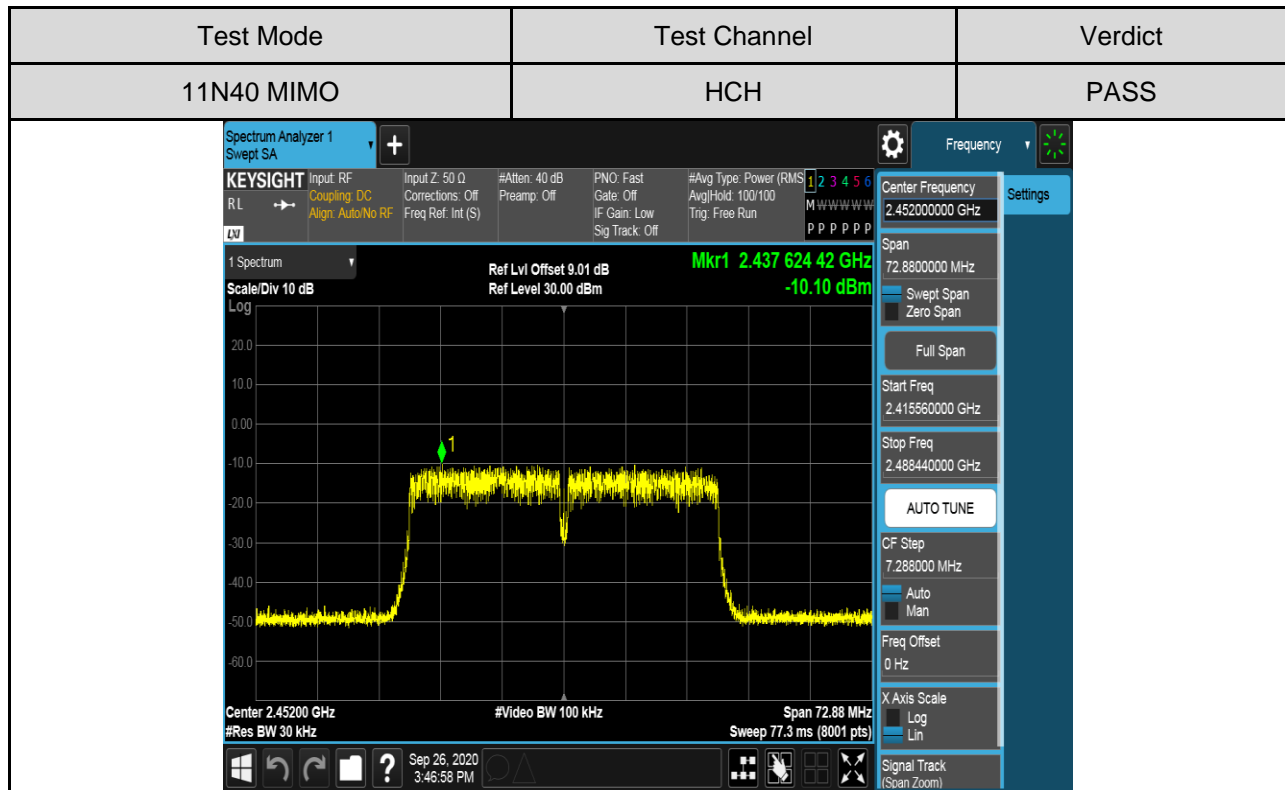 Test Mode Test Channel Verdict
11N40 MIMO HCH PASS
Spectrum Analyzer 1
Swept SA
+
Frequency
KEYSIGHT Input: RF Input Z: 50 Ω #Atten: 40 dB PNO: Fast #Avg Type: Power (RMS 1 2 3 4 5 6
RL Coupling: DC Corrections: Off Preamp: Off Gate: Off Avg|Hold: 100/100 M W W W W W
Align: Auto/No RF Freq Ref: Int (S) IF Gain: Low Trig: Free Run
LXI Sig Track: Off P P P P P P
1 Spectrum
Ref Lvl Offset 9.01 dB
Mkr1 2.437 624 42 GHz
Scale/Div 10 dB Ref Level 30.00 dBm -10.10 dBm
Log
20.0
10.0
0.00
-10.0
-20.0
-30.0
-40.0
-50.0
-60.0
1
Center 2.45200 GHz #Video BW 100 kHz Span 72.88 MHz
#Res BW 30 kHz Sweep 77.3 ms (8001 pts)
Center Frequency
2.452000000 GHz
Settings
Span
72.8800000 MHz
Swept Span
Zero Span
Full Span
Start Freq
2.415560000 GHz
Stop Freq
2.488440000 GHz
AUTO TUNE
CF Step
7.288000 MHz
Auto
Man
Freq Offset
0 Hz
X Axis Scale
Log
Lin
Signal Track
(Span Zoom)
?
Sep 26, 2020
3:46:58 PM